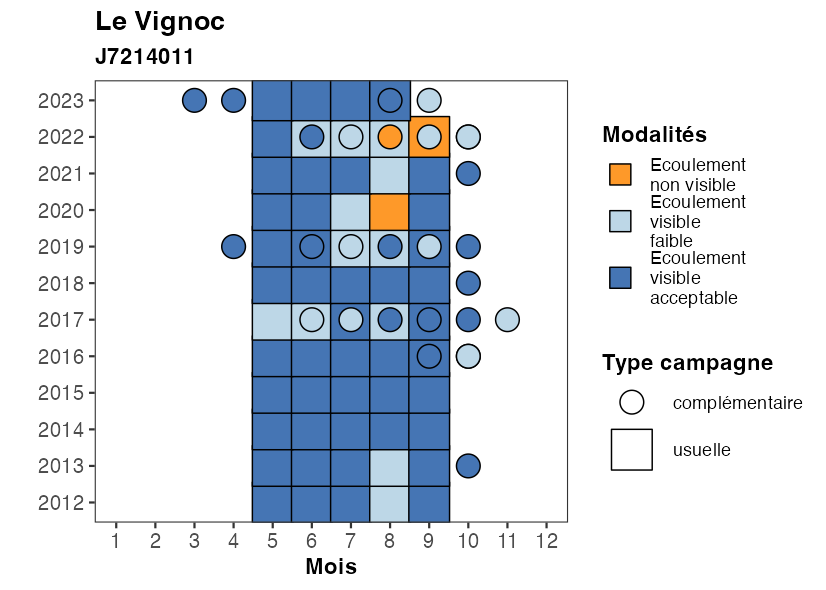 Le Vignoc
J7214011
2023
2022
2021
2020
2019
2018
2017
2016
2015
2014
2013
2012
1 2 3 4 5 6 7 8 9 10 11 12
Mois
Modalités
Ecoulement
non visible
Ecoulement
visible
faible
Ecoulement
visible
acceptable
Type campagne
complémentaire
usuelle